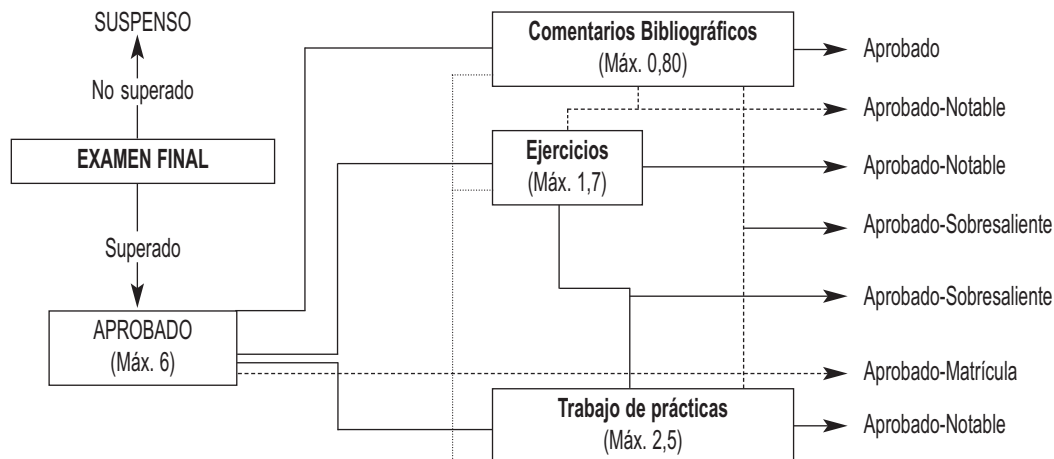 SUSPENSO
No superado
EXAMEN FINAL
Superado
APROBADO
(Máx. 6)
Comentarios Bibliográficos
(Máx. 0,80)
Ejercicios
(Máx. 1,7)
Trabajo de prácticas
(Máx. 2,5)
Aprobado
Aprobado-Notable
Aprobado-Notable
Aprobado-Sobresaliente
Aprobado-Sobresaliente
Aprobado-Matrícula
Aprobado-Notable